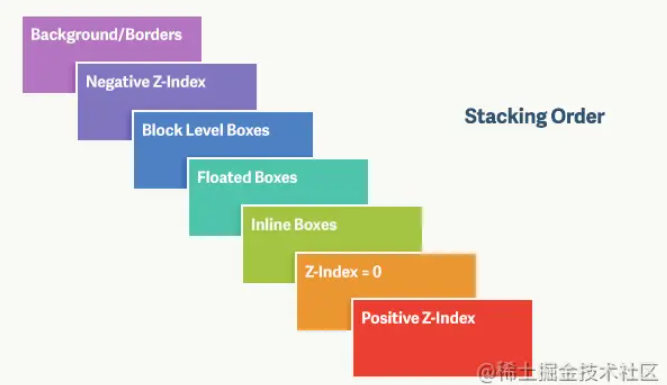 Background/Borders
Negative Z-Index
Stacking Order
Block Level Boxes
Floated Boxes
Inline Boxes
Z-Index = 0
Positive Z-Index
@稀土掘金技术社区